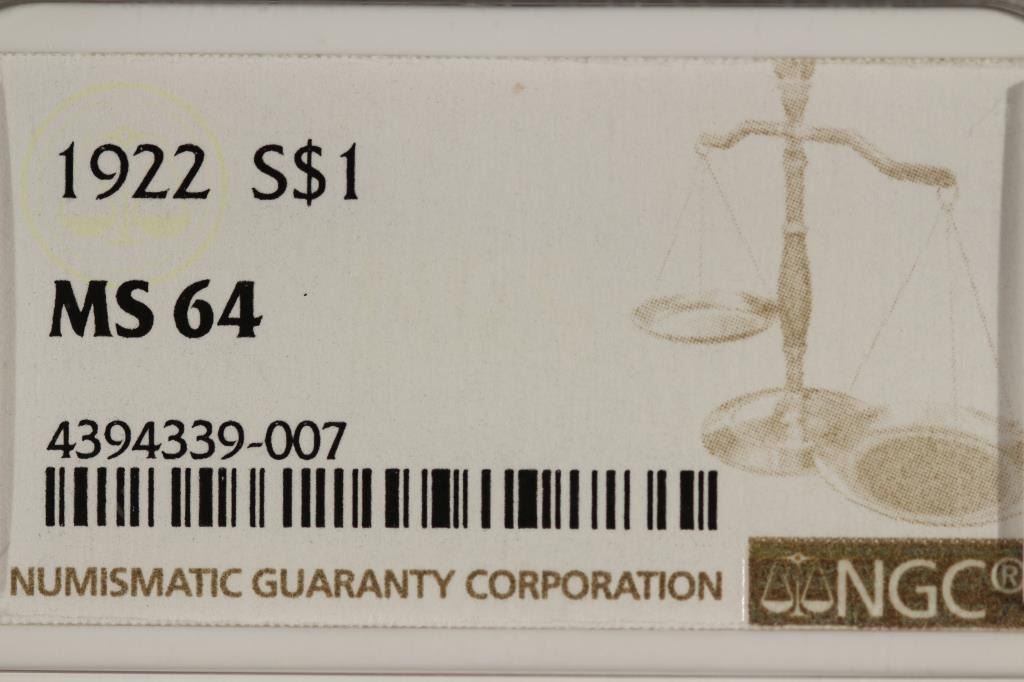 1922 S$1
MS 64
4394339-007
NUMISMATIC GUARANTY CORPORATION
NGC®